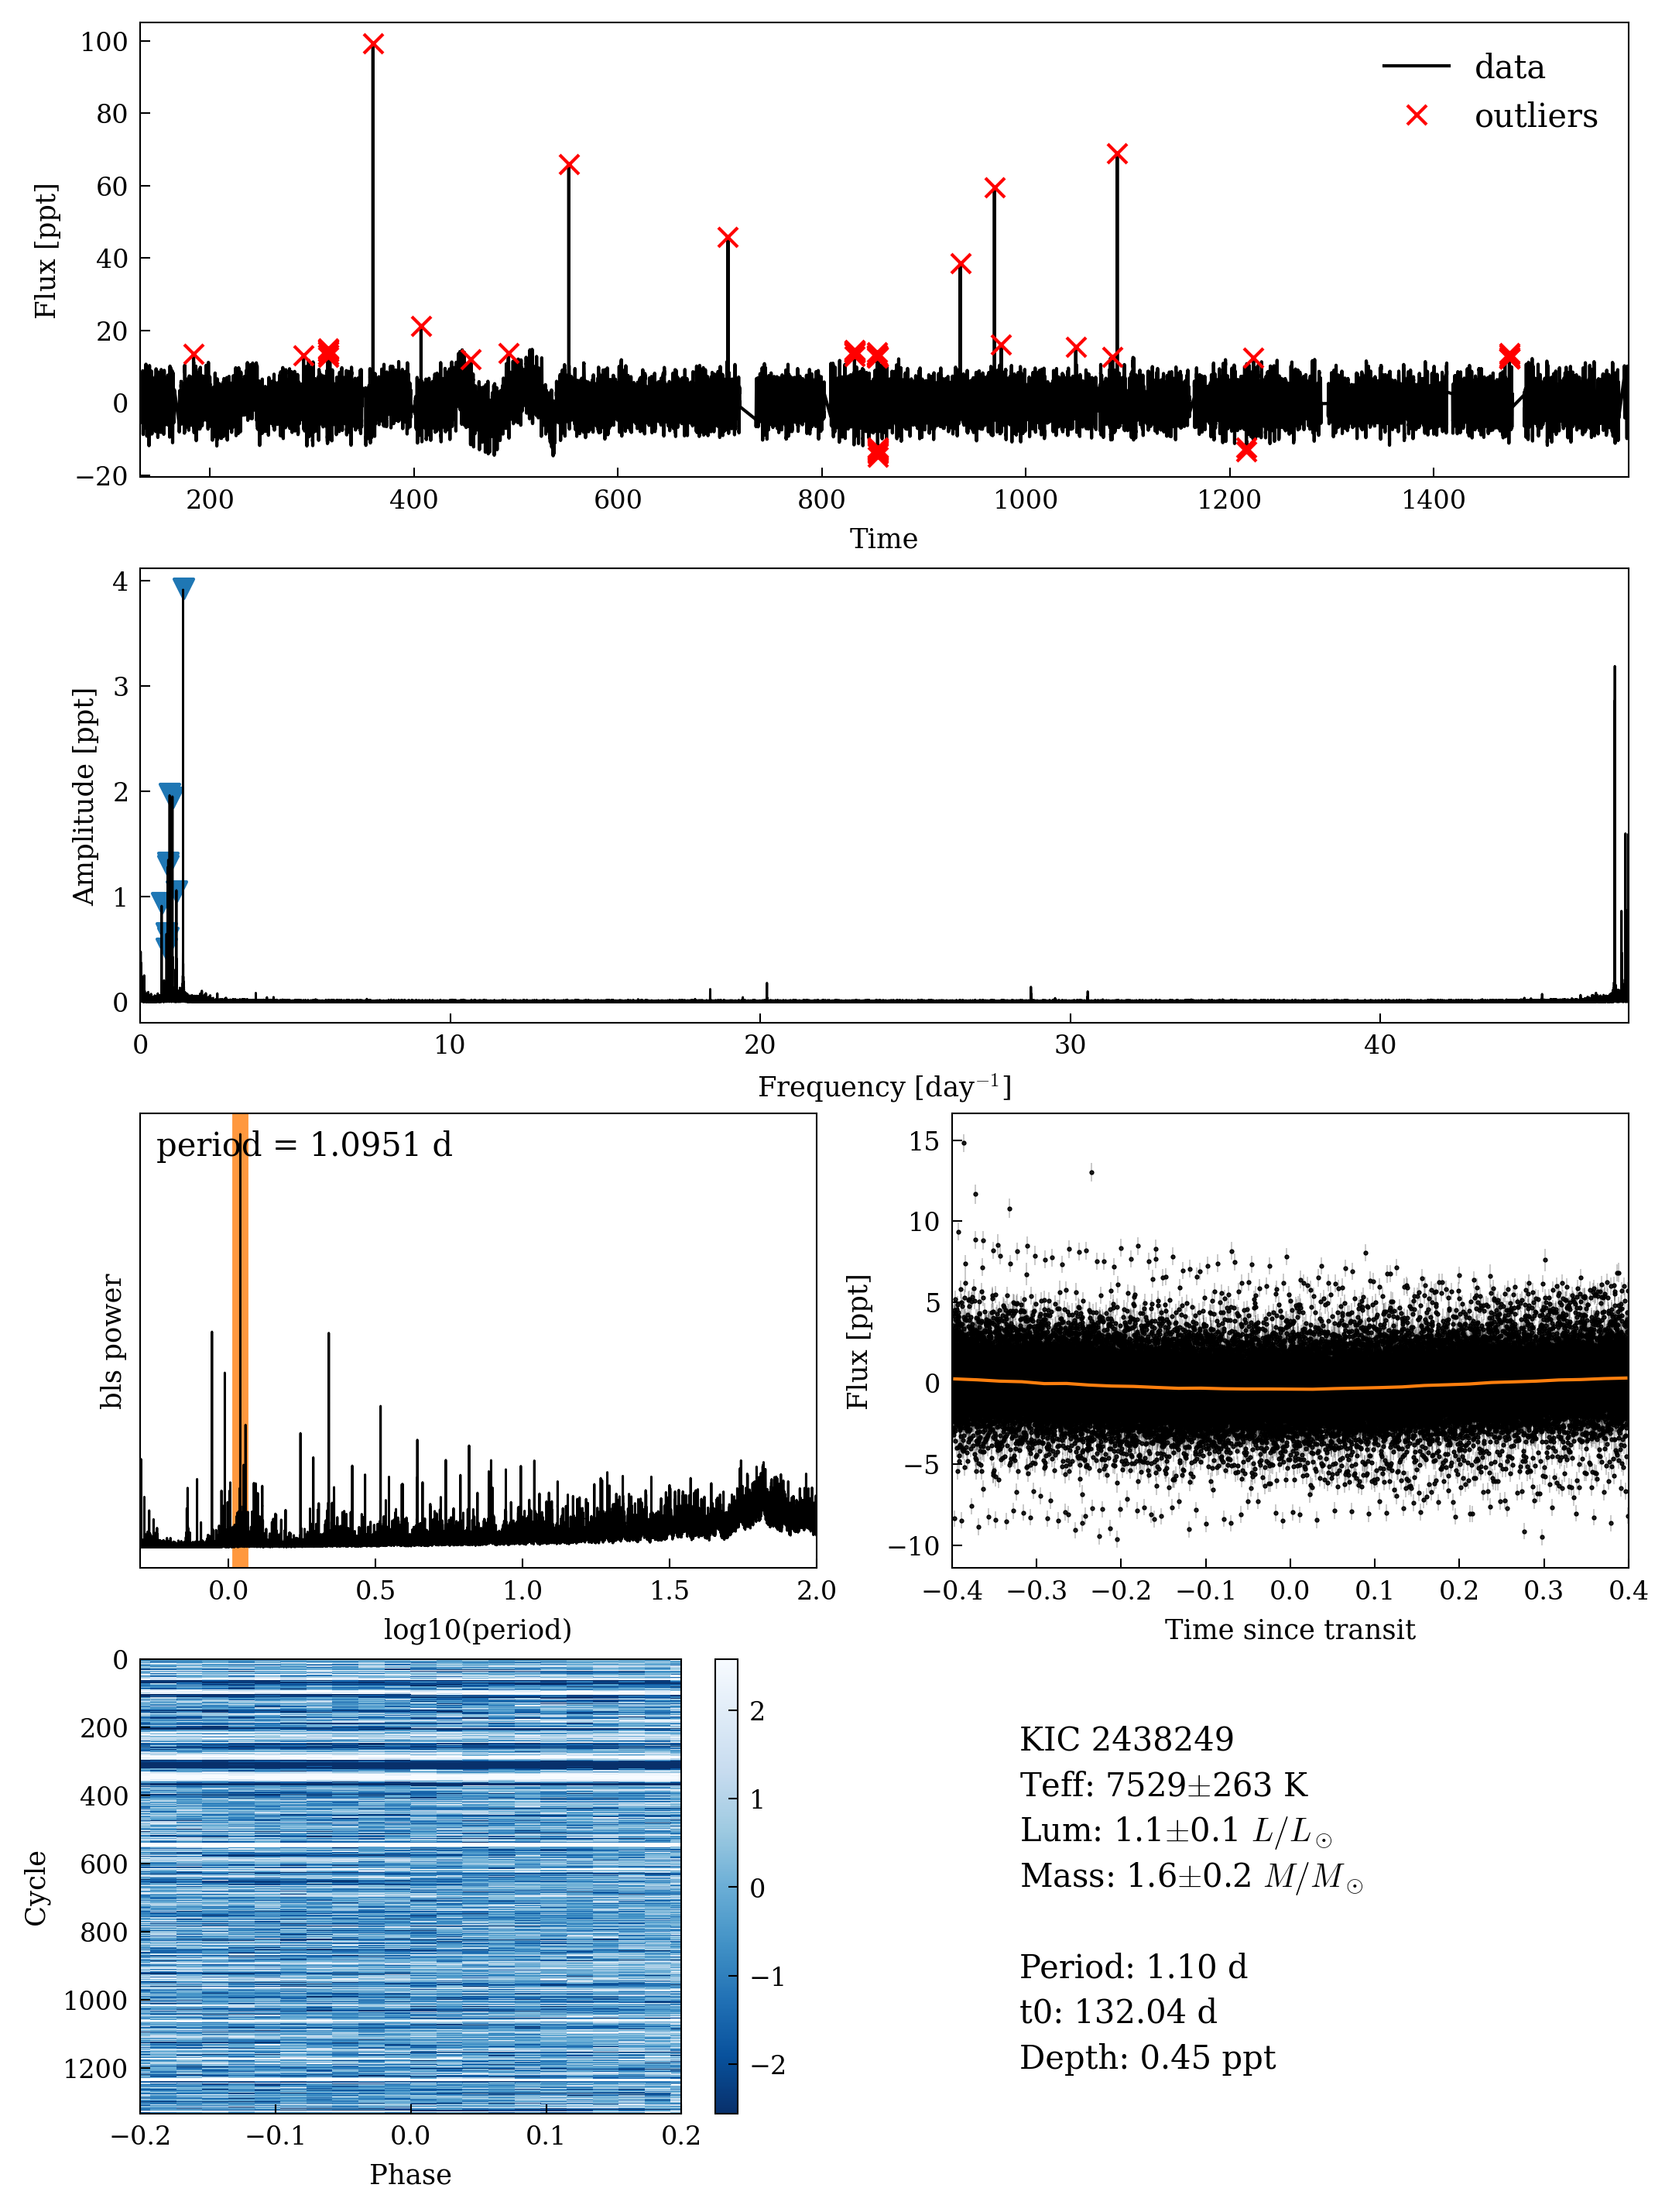 100
80
60
40
20
0
−20
Flux [ppt]
data
outliers
200 400 600 800 1000 1200 1400
Time
4
3
2
1
0
Amplitude [ppt]
0 10 20 30 40
Frequency [day⁻¹]
period = 1.0951 d
bls power
0.0 0.5 1.0 1.5 2.0
log10(period)
15
10
5
0
−5
−10
Flux [ppt]
−0.4 −0.3 −0.2 −0.1 0.0 0.1 0.2 0.3 0.4
Time since transit
0
200
400
600
800
1000
1200
Cycle
−0.2 −0.1 0.0 0.1 0.2
Phase
2
1
0
−1
−2
KIC 2438249
Teff: 7529±263 K
Lum: 1.1±0.1 L/L⊙
Mass: 1.6±0.2 M/M⊙
Period: 1.10 d
t0: 132.04 d
Depth: 0.45 ppt